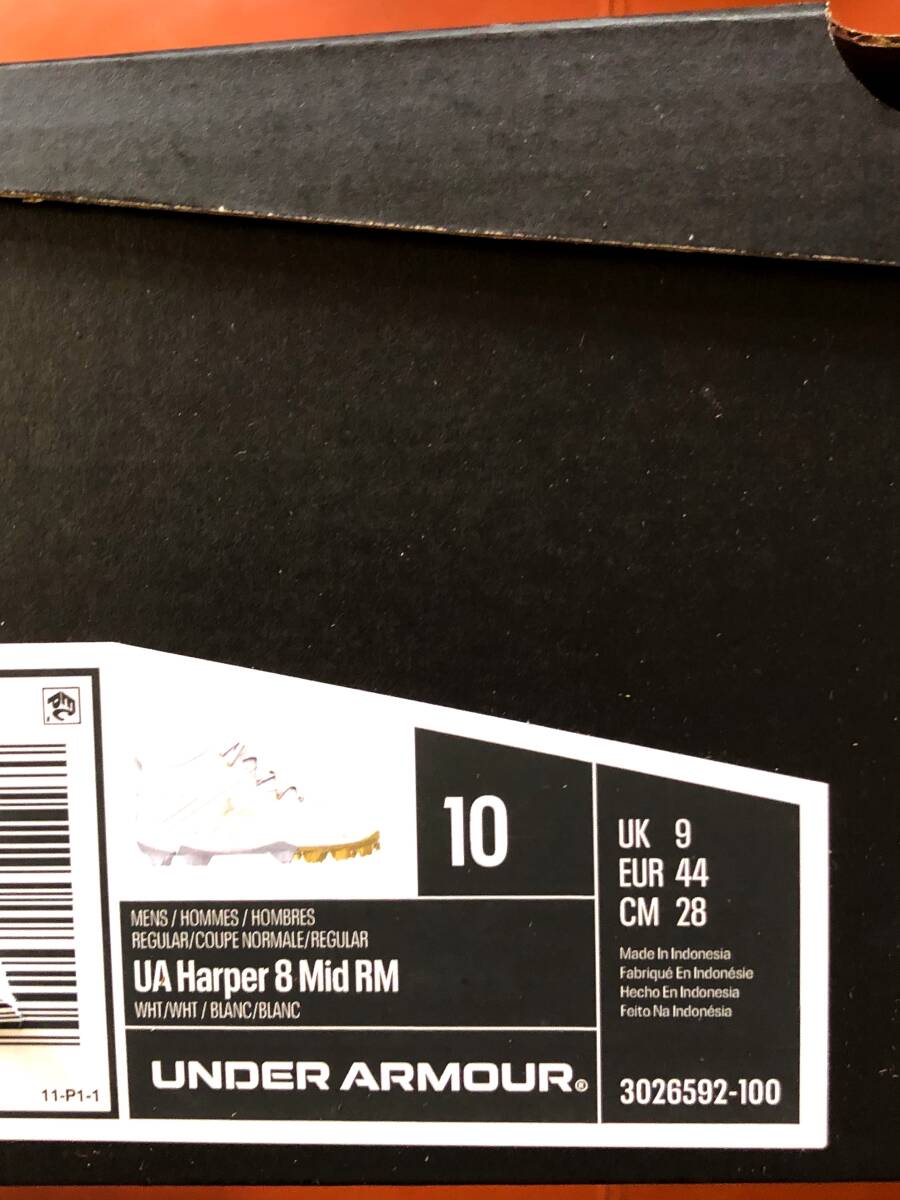 10
UK 9
EUR 44
CM 28
MENS / HOMMES / HOMBRES
REGULAR/COUPE NORMALE/REGULAR
UA Harper 8 Mid RM
WHT/WHT / BLANC/BLANC
Made In Indonesia
Fabriqué En Indonésie
Hecho En Indonesia
Feito Na Indonésia
UNDER ARMOUR®
3026592-100
11-P1-1